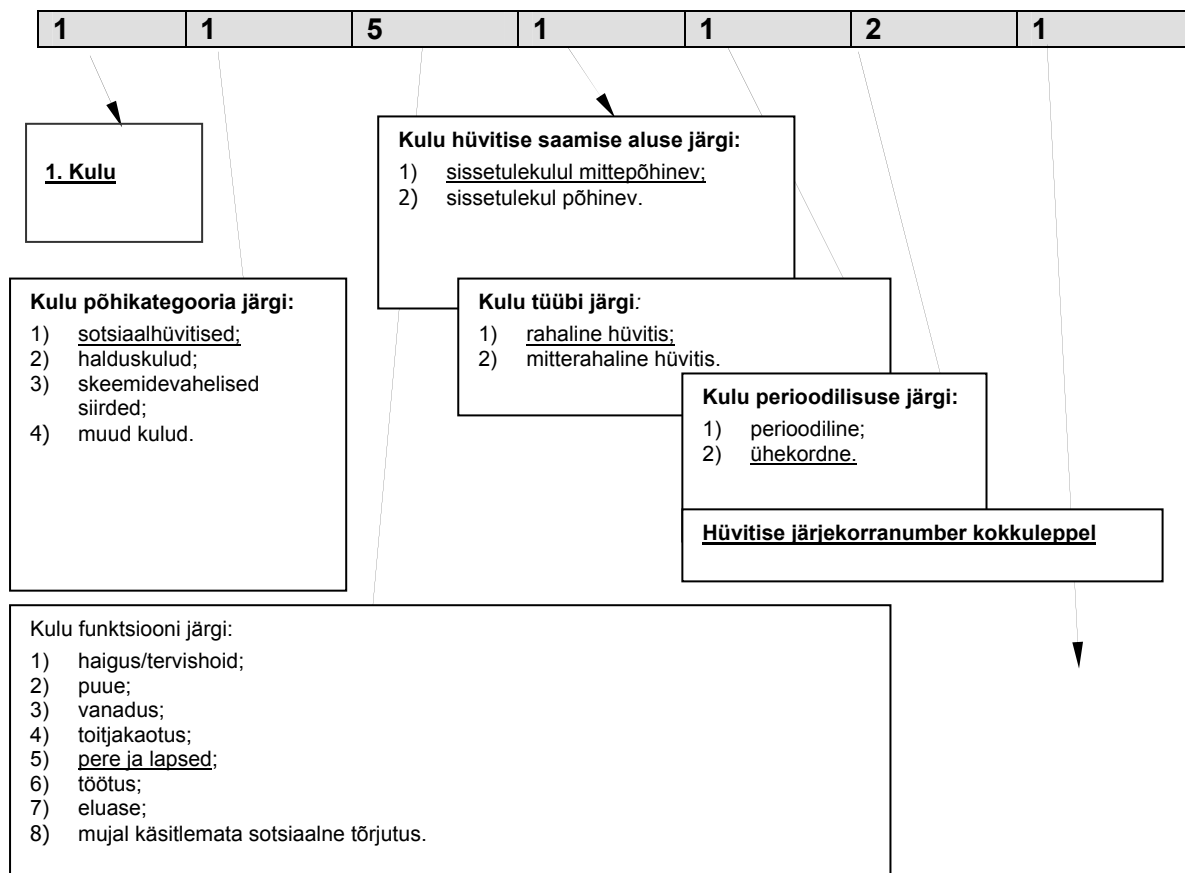 1 1 5 1 1 2 1
1. Kulu
Kulu hüvitise saamise aluse järgi:
1) sissetulekulul mittepõhinev;
2) sissetulekul põhinev.
Kulu põhikategooria järgi:
1) sotsiaalhüvitised;
2) halduskulud;
3) skeemidevahelised
siirded;
4) muud kulud.
Kulu tüübi järgi:
1) rahaline hüvitis;
2) mitterahaline hüvitis.
Kulu perioodilisuse järgi:
1) perioodiline;
2) ühekordne.
Hüvitise järjekorranumber kokkuleppel
Kulu funktsiooni järgi:
1) haigus/tervishoid;
2) puue;
3) vanadus;
4) toitjakaotus;
5) pere ja lapsed;
6) töötus;
7) eluase;
8) mujal käsitlemata sotsiaalne tõrjutus.